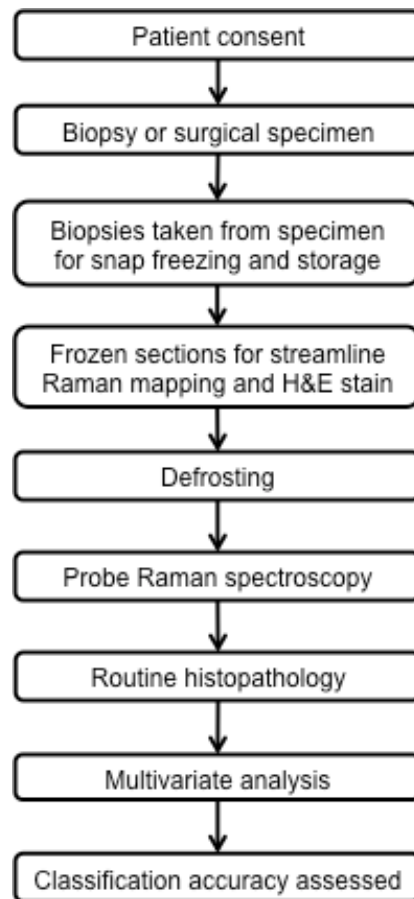 Patient consent
Biopsy or surgical specimen
Biopsies taken from specimen
for snap freezing and storage
Frozen sections for streamline
Raman mapping and H&E stain
Defrosting
Probe Raman spectroscopy
Routine histopathology
Multivariate analysis
Classification accuracy assessed